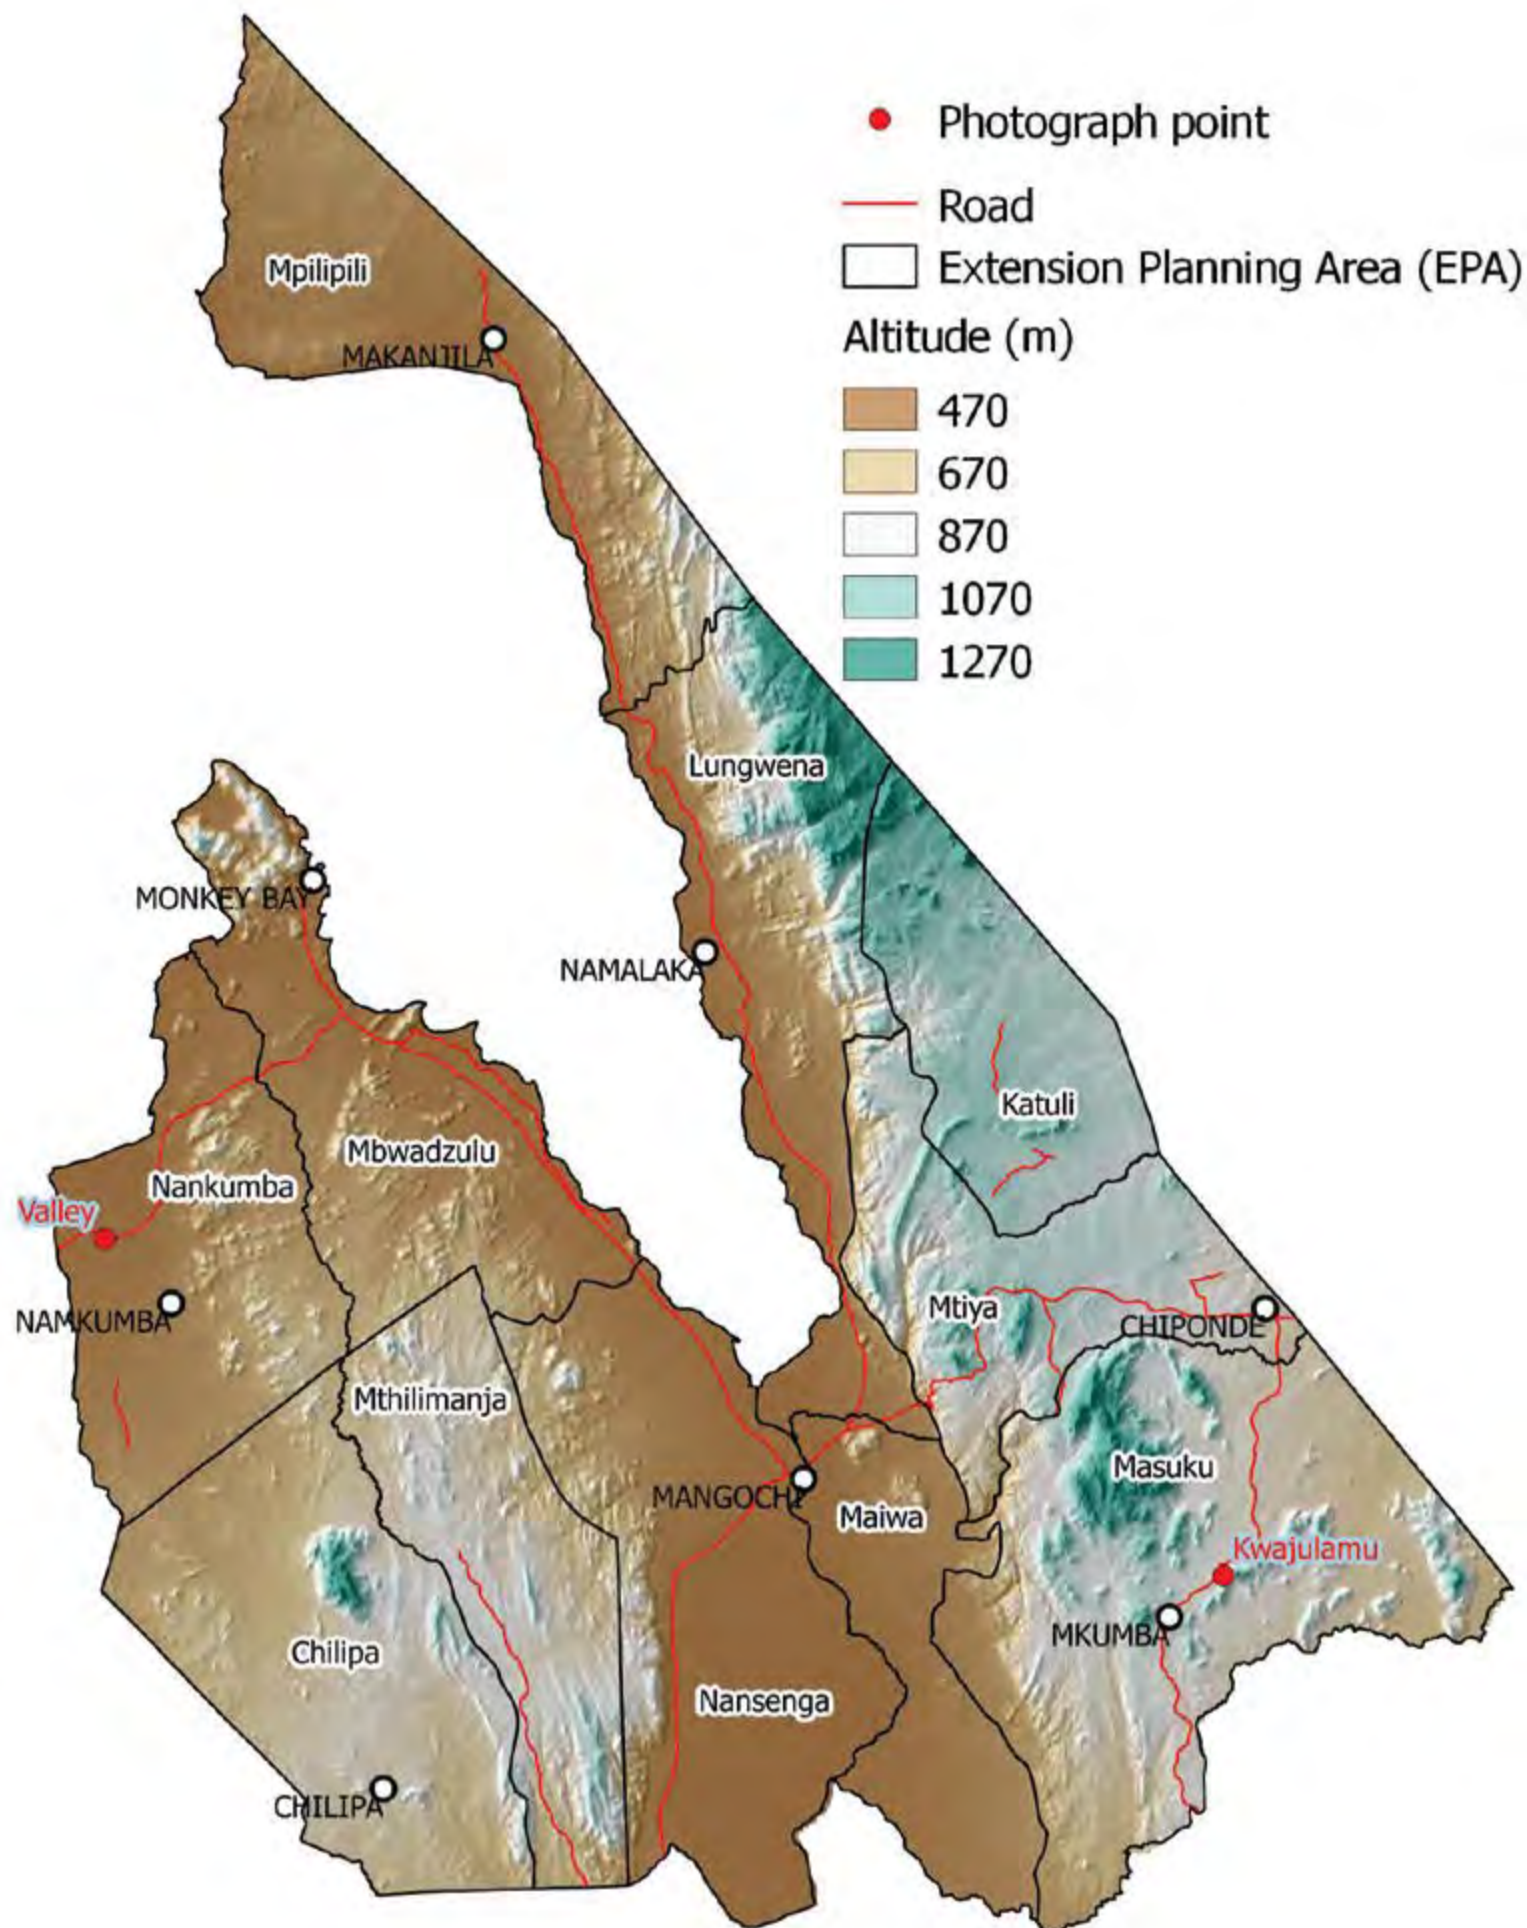 Photograph point
Road
Extension Planning Area (EPA)
Altitude (m)
470
670
870
1070
1270
Mpilipili
MAKANJILA
Lungwena
MONKEY BAY
NAMALAKA
Katuli
Mbwadzulu
Nankumba
Valley
NAMKUMBA
Mtiya
CHIPONDE
Mthilimanja
Masuku
MANGOCHI
Maiwa
Kwajulamu
MKUMBA
Chilipa
Nansenga
CHILIPA